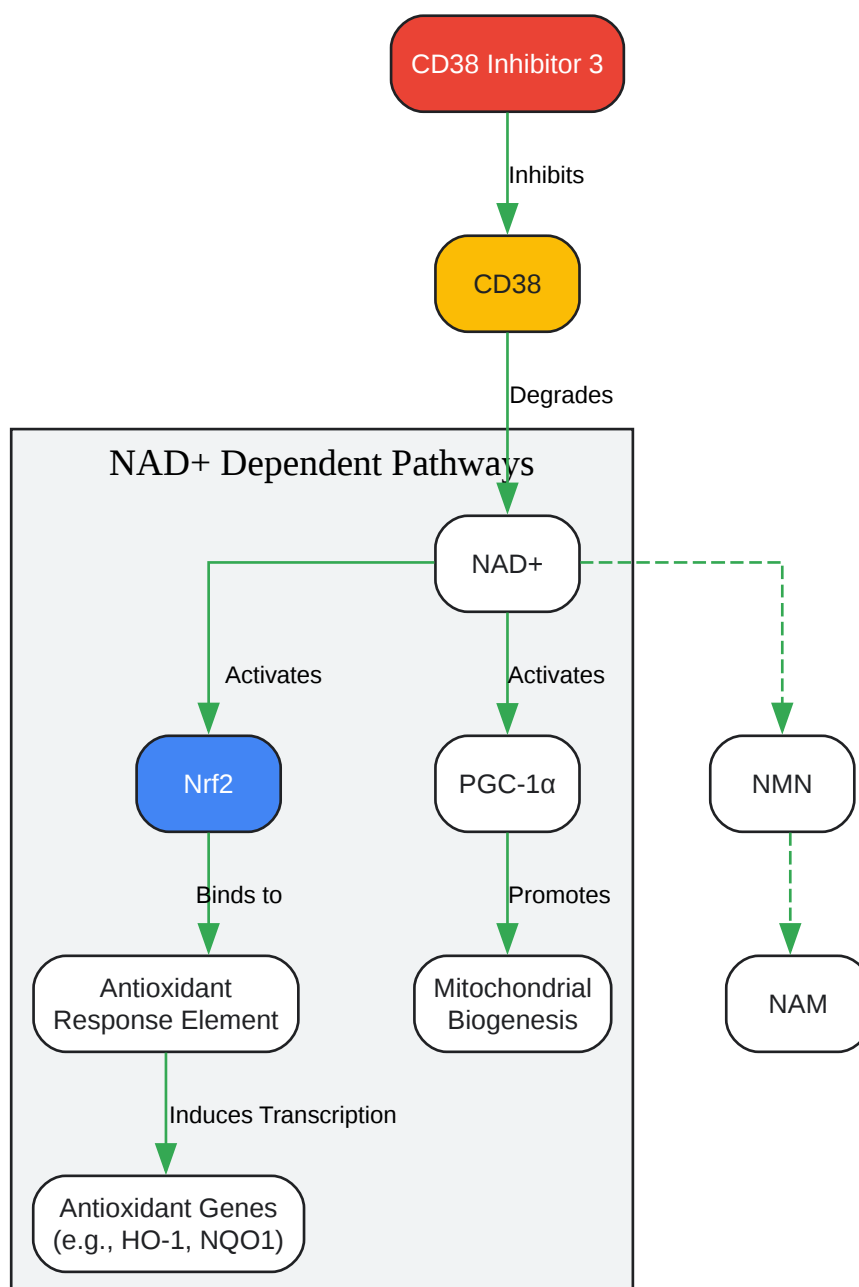 CD38 Inhibitor 3
Inhibits
CD38
Degrades
NAD+ Dependent Pathways
NAD+
Activates
Activates
Nrf2
PGC-1α
NMN
Binds to
Promotes
Antioxidant
Response Element
Mitochondrial
Biogenesis
NAM
Induces Transcription
Antioxidant Genes
(e.g., HO-1, NQO1)